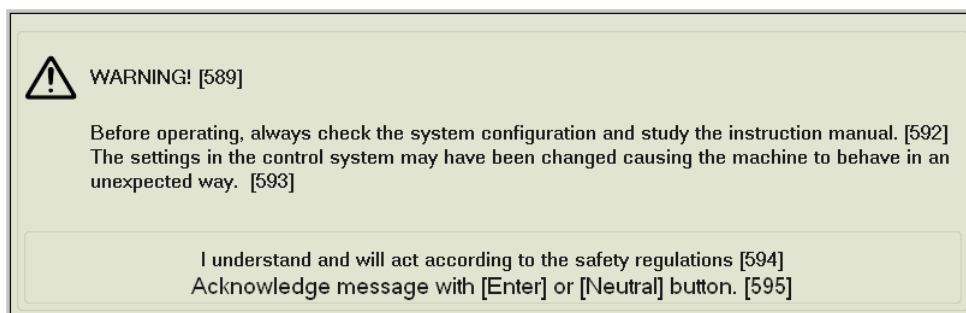 WARNING! [589]
Before operating, always check the system configuration and study the instruction manual. [592]
The settings in the control system may have been changed causing the machine to behave in an
unexpected way. [593]
I understand and will act according to the safety regulations [594]
Acknowledge message with [Enter] or [Neutral] button. [595]